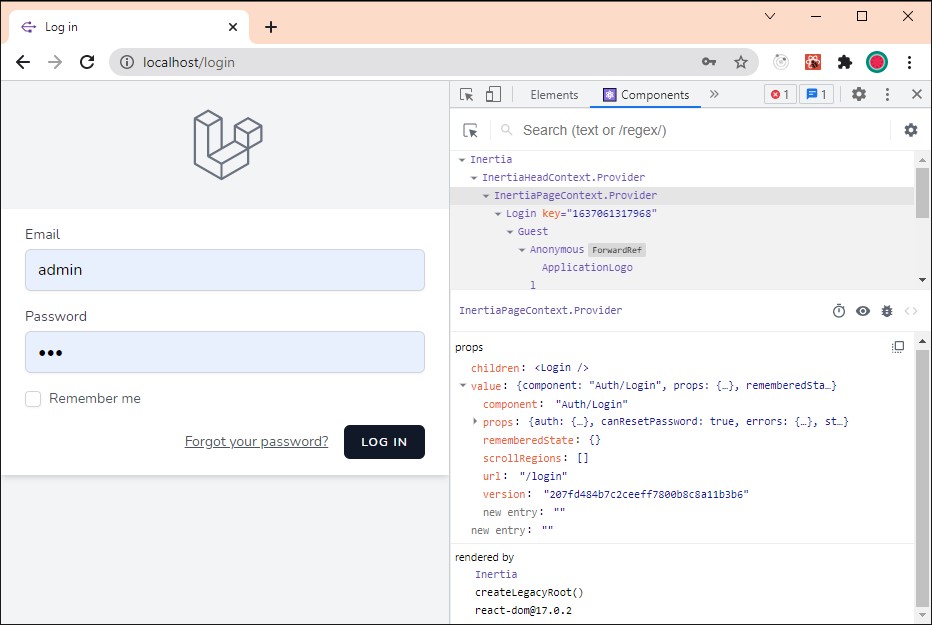 Log in
localhost/login
Email
admin
Password
•••
Remember me
Forgot your password?
LOG IN
Elements
Components
»
1
1
Search (text or /regex/)
Inertia
InertiaHeadContext.Provider
InertiaPageContext.Provider
Login key="1637061317968"
Guest
Anonymous ForwardRef
ApplicationLogo
l
InertiaPageContext.Provider
props
children: <Login />
value: {component: "Auth/Login", props: {…}, rememberedSta…}
component: "Auth/Login"
props: {auth: {…}, canResetPassword: true, errors: {…}, st…}
rememberedState: {}
scrollRegions: []
url: "/login"
version: "207fd484b7c2ceeff7800b8c8a11b3b6"
new entry: ""
new entry: ""
rendered by
Inertia
createLegacyRoot()
react-dom@17.0.2